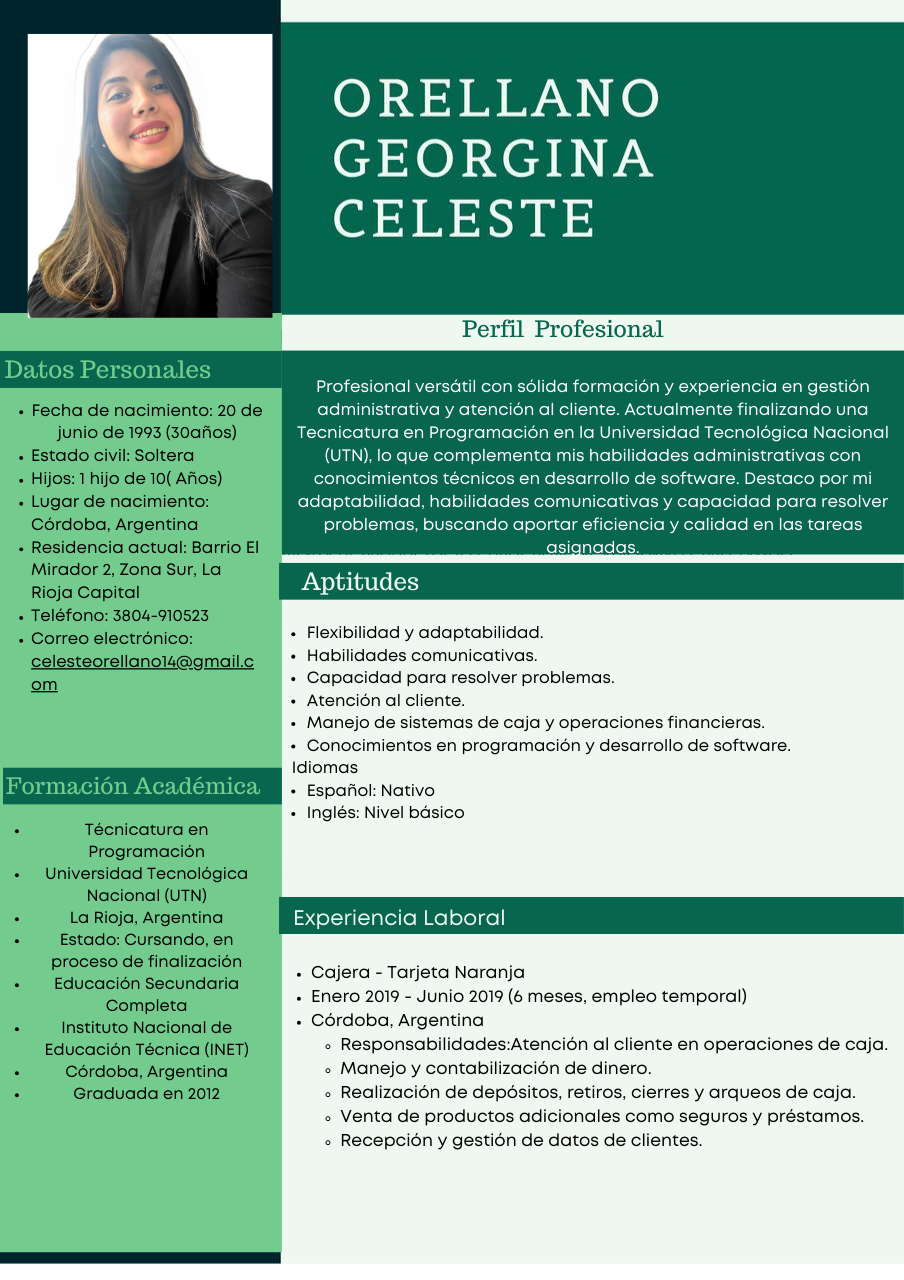 ORELLANO
GEORGINA
CELESTE
Perfil Profesional
Profesional versátil con sólida formación y experiencia en gestión
administrativa y atención al cliente. Actualmente finalizando una
Tecnicatura en Programación en la Universidad Tecnológica Nacional
(UTN), lo que complementa mis habilidades administrativas con
conocimientos técnicos en desarrollo de software. Destaco por mi
adaptabilidad, habilidades comunicativas y capacidad para resolver
problemas, buscando aportar eficiencia y calidad en las tareas
asignadas.
Datos Personales
• Fecha de nacimiento: 20 de
junio de 1993 (30años)
• Estado civil: Soltera
• Hijos: 1 hijo de 10( Años)
• Lugar de nacimiento:
Córdoba, Argentina
• Residencia actual: Barrio El
Mirador 2, Zona Sur, La
Rioja Capital
• Teléfono: 3804-910523
• Correo electrónico:
celesteorellano14@gmail.c
om
Formación Académica
• Técnicatura en
Programación
• Universidad Tecnológica
Nacional (UTN)
• La Rioja, Argentina
• Estado: Cursando, en
proceso de finalización
• Educación Secundaria
Completa
• Instituto Nacional de
Educación Técnica (INET)
• Córdoba, Argentina
• Graduada en 2012
Aptitudes
• Flexibilidad y adaptabilidad.
• Habilidades comunicativas.
• Capacidad para resolver problemas.
• Atención al cliente.
• Manejo de sistemas de caja y operaciones financieras.
• Conocimientos en programación y desarrollo de software.
Idiomas
• Español: Nativo
• Inglés: Nivel básico
Experiencia Laboral
• Cajera - Tarjeta Naranja
• Enero 2019 - Junio 2019 (6 meses, empleo temporal)
• Córdoba, Argentina
◦ Responsabilidades:Atención al cliente en operaciones de caja.
◦ Manejo y contabilización de dinero.
◦ Realización de depósitos, retiros, cierres y arqueos de caja.
◦ Venta de productos adicionales como seguros y préstamos.
◦ Recepción y gestión de datos de clientes.